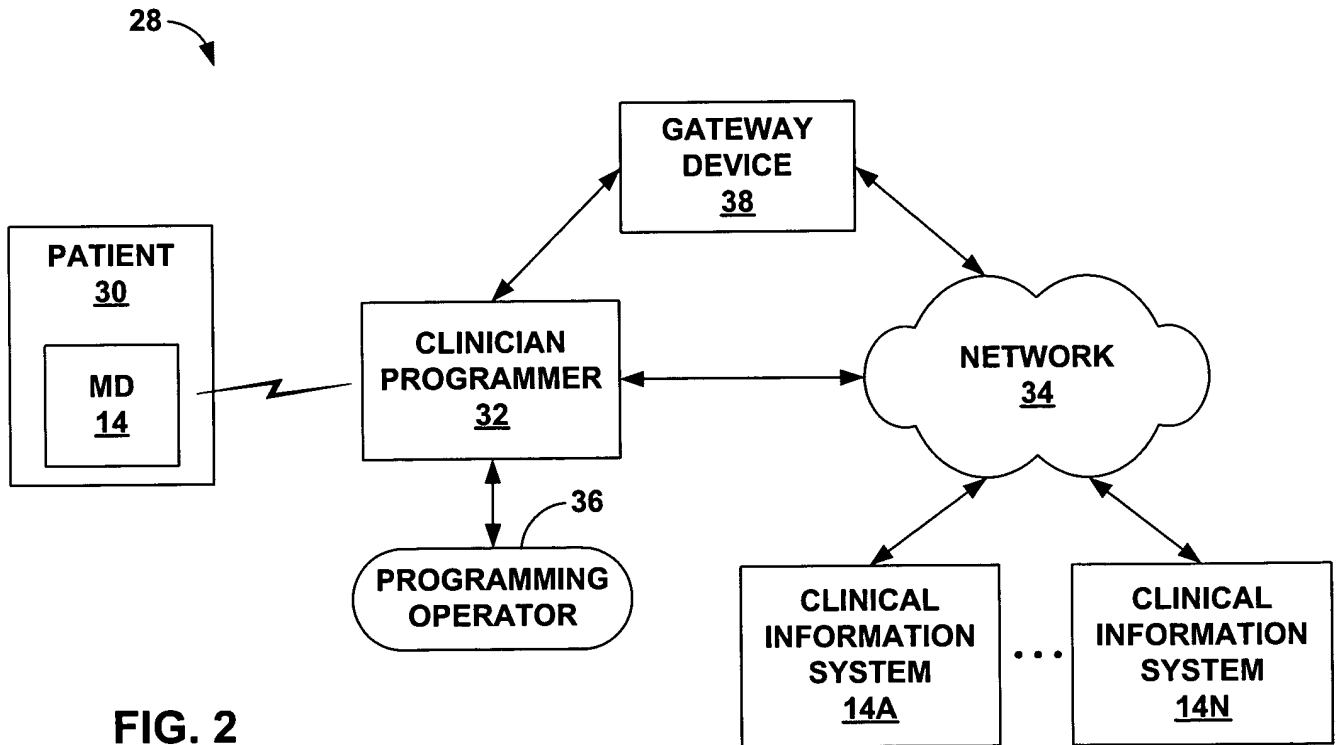 28
GATEWAY
DEVICE
38
PATIENT
30
MD
14
CLINICIAN
PROGRAMMER
32
NETWORK
34
36
PROGRAMMING
OPERATOR
CLINICAL
INFORMATION
SYSTEM
14A
...
CLINICAL
INFORMATION
SYSTEM
14N
FIG. 2